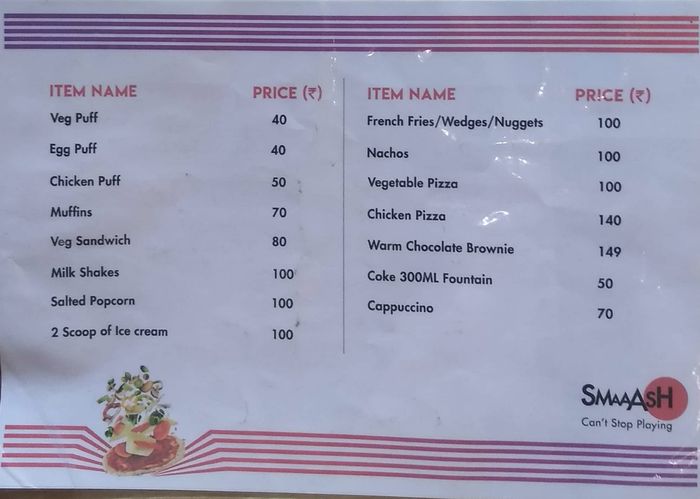 ITEM NAME PRICE (₹)
Veg Puff 40
Egg Puff 40
Chicken Puff 50
Muffins 70
Veg Sandwich 80
Milk Shakes 100
Salted Popcorn 100
2 Scoop of Ice cream 100
ITEM NAME PRICE (₹)
French Fries/Wedges/Nuggets 100
Nachos 100
Vegetable Pizza 100
Chicken Pizza 140
Warm Chocolate Brownie 149
Coke 300ML Fountain 50
Cappuccino 70
SMAAASH
Can't Stop Playing